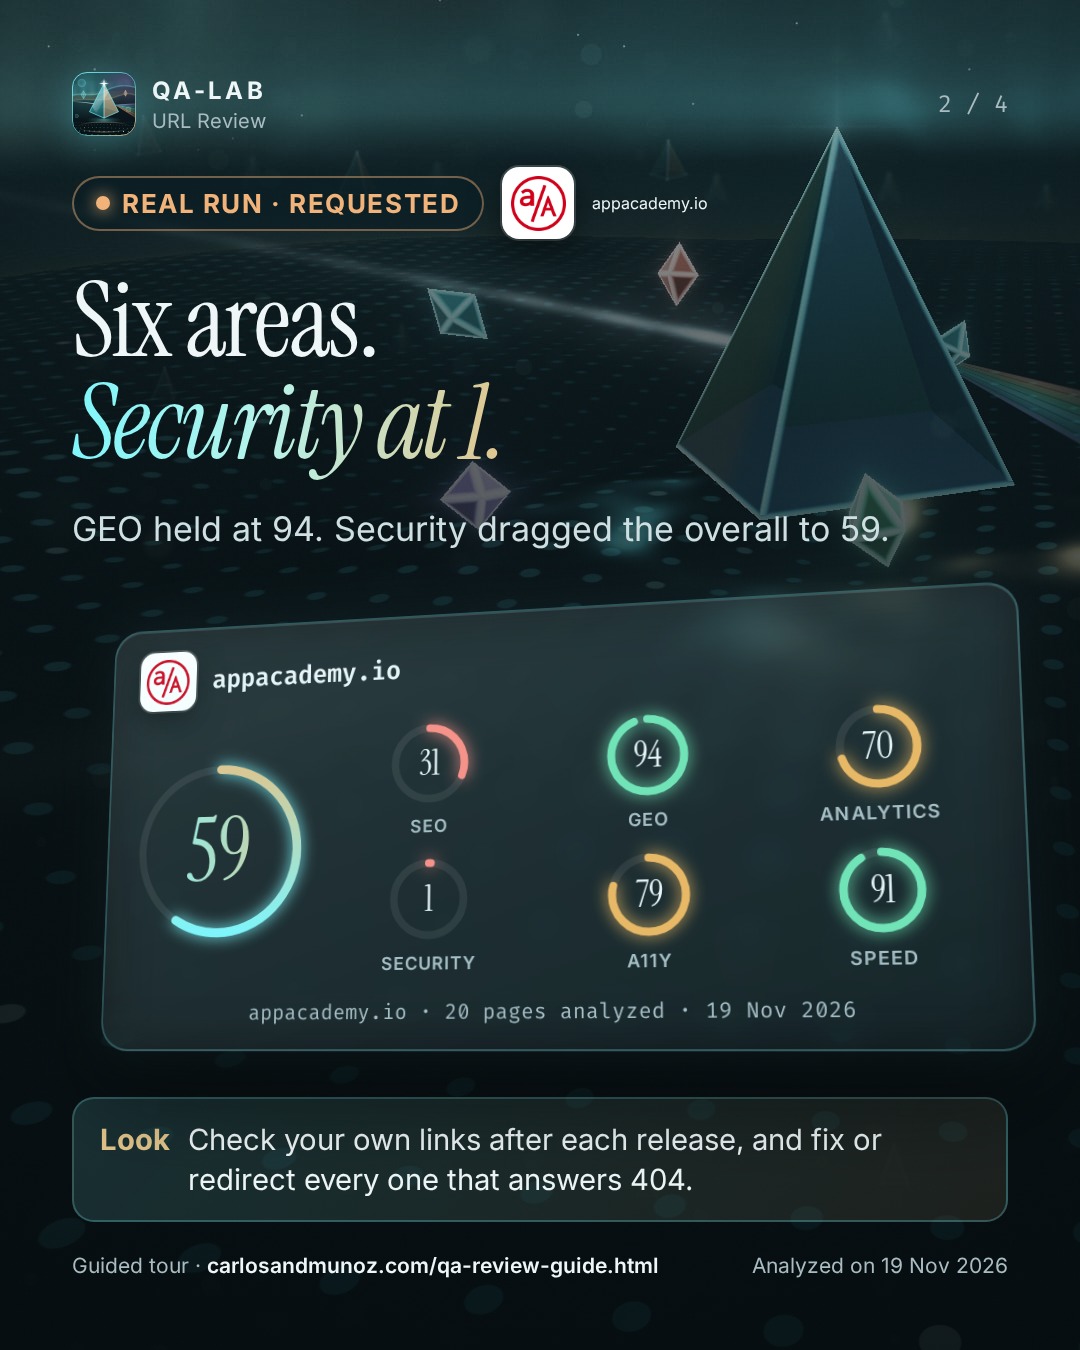 QA-LAB
URL Review
2 / 4
REAL RUN · REQUESTED
a/A
appacademy.io
Six areas.
Security at 1.
GEO held at 94. Security dragged the overall to 59.
a/A
appacademy.io
59
31
SEO
94
GEO
70
ANALYTICS
1
SECURITY
79
A11Y
91
SPEED
appacademy.io · 20 pages analyzed · 19 Nov 2026
Look Check your own links after each release, and fix or
redirect every one that answers 404.
Guided tour · carlosandmunoz.com/qa-review-guide.html
Analyzed on 19 Nov 2026